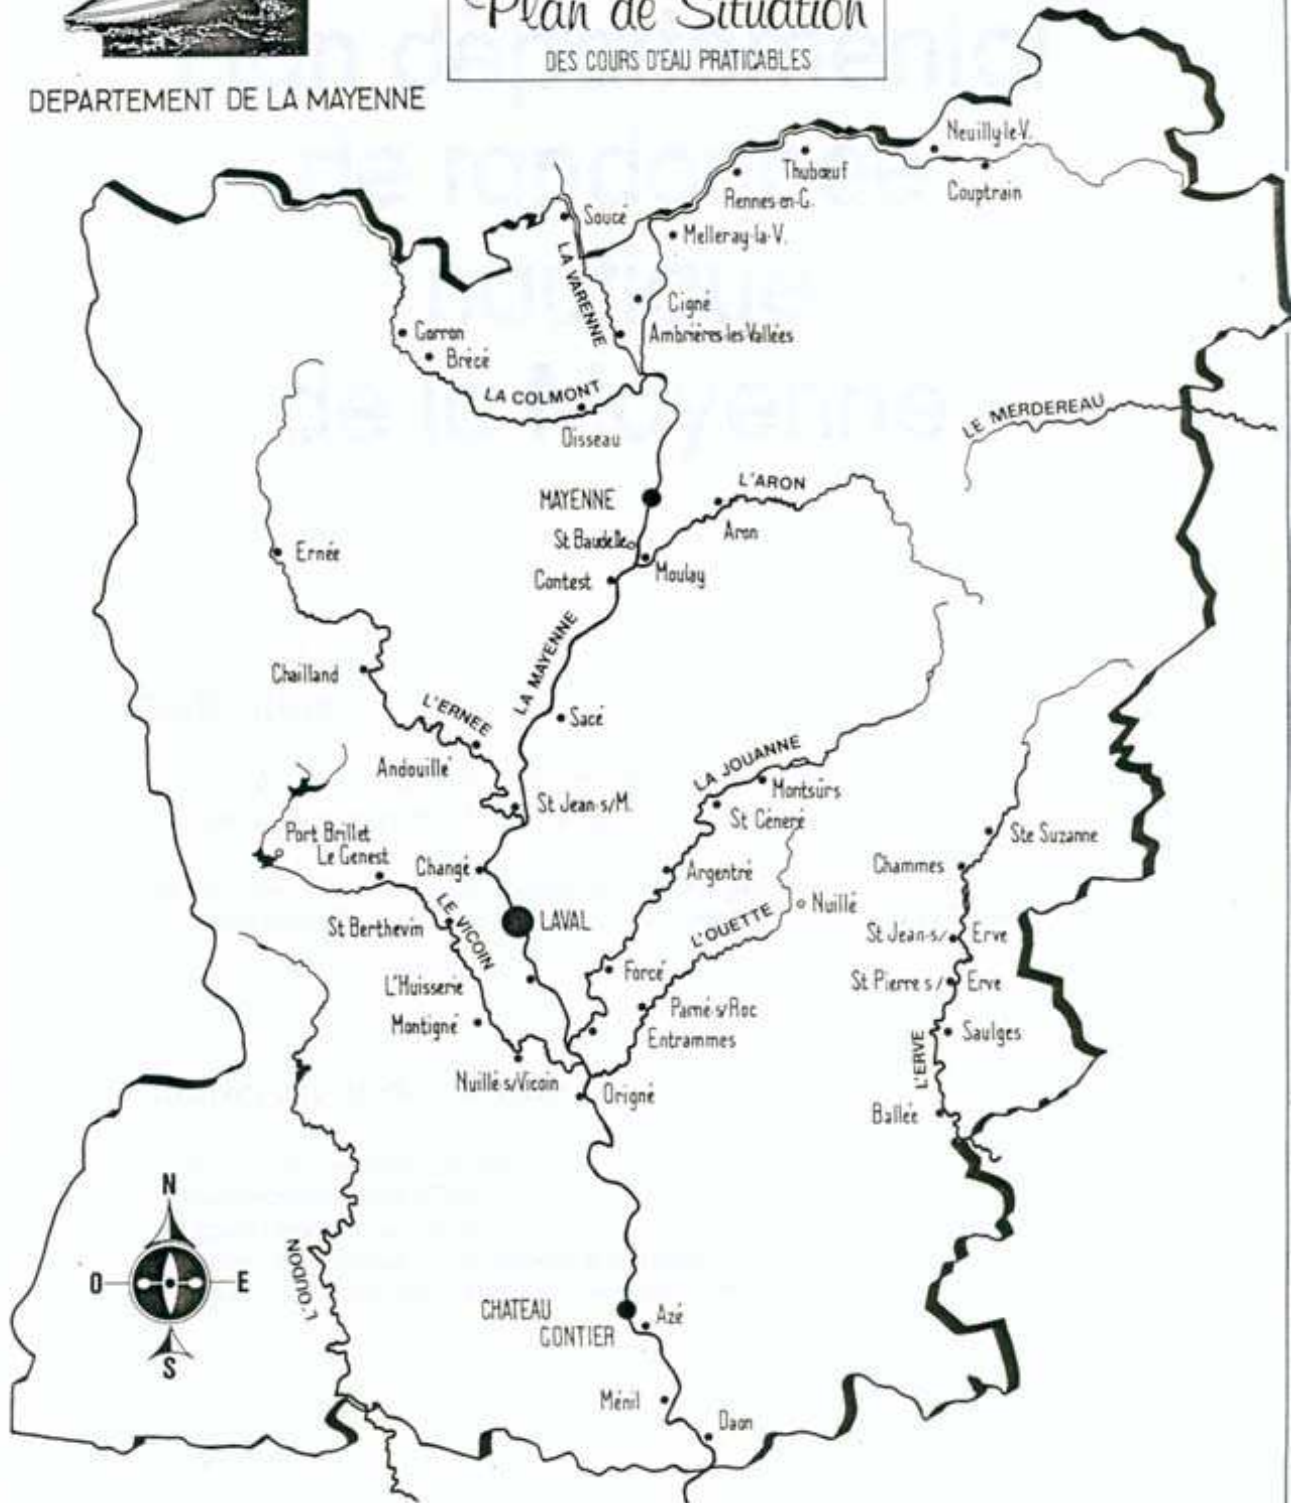 Plan de Situation
DES COURS D'EAU PRATICABLES
DEPARTEMENT DE LA MAYENNE
Neuilly-le-V.
Thubœuf
Rennes-en-G.
Couptrain
Soucé
Melleray-la-V.
LA VARENNE
Cigné
Ambrières-les-Vallées
Gorron
Brécé
LA COLMONT
Oisseau
LE MERDEREAU
MAYENNE
L'ARON
Aron
St Baudelle
Ernée
Contest
Moulay
LA MAYENNE
Chailland
L'ERNEE
Sacé
Andouillé
LA JOUANNE
Montsûrs
St Jean-s/M.
St Céneré
Port Brillet
Le Genest
Changé
Argentré
Ste Suzanne
Chammes
LE VICOIN
LAVAL
St Berthevin
L'OUETTE
Nuillé
St Jean-s/ Erve
Forcé
L'Huisserie
St Pierre s/ Erve
Montigné
Parné-s/Roc
Entrammes
Saulges
L'ERVE
Nuillé-s/Vicoin
Origné
Ballée
N
O
E
S
L'OUDON
CHATEAU
GONTIER
Azé
Ménil
Daon